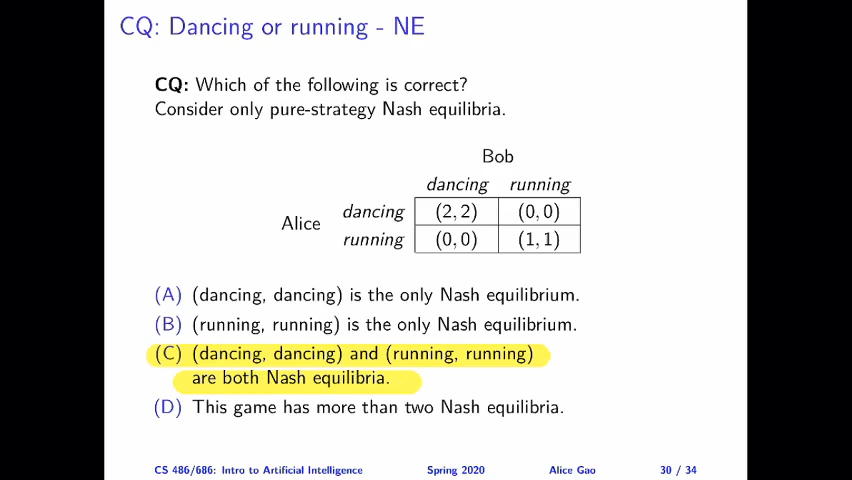 CQ: Dancing or running - NE
CQ: Which of the following is correct?
Consider only pure-strategy Nash equilibria.
Bob
dancing running
Alice
dancing (2, 2) (0, 0)
running (0, 0) (1, 1)
(A) (dancing, dancing) is the only Nash equilibrium.
(B) (running, running) is the only Nash equilibrium.
(C) (dancing, dancing) and (running, running)
are both Nash equilibria.
(D) This game has more than two Nash equilibria.
CS 486/686: Intro to Artificial Intelligence Spring 2020 Alice Gao 30 / 34